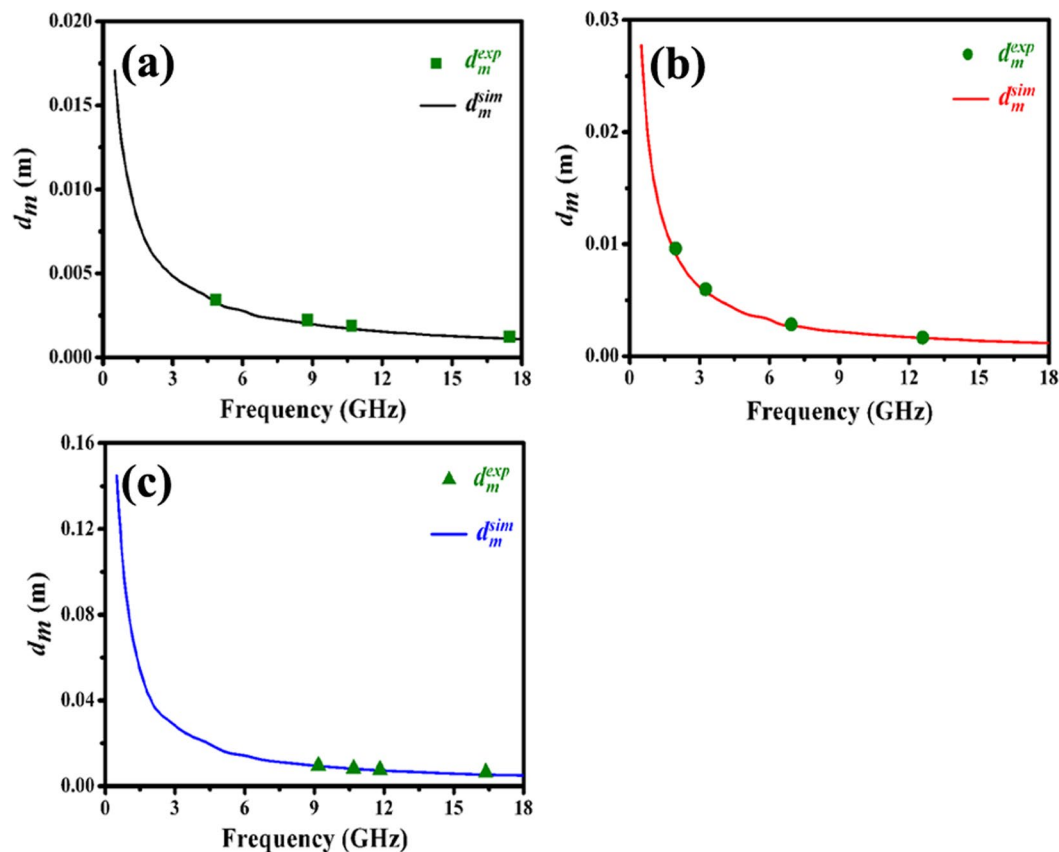 (a)
d_m^exp
d_m^sim
d_m (m)
0.020
0.015
0.010
0.005
0.000
0 3 6 9 12 15 18
Frequency (GHz)
(b)
d_m^exp
d_m^sim
d_m (m)
0.03
0.02
0.01
0.00
0 3 6 9 12 15 18
Frequency (GHz)
(c)
d_m^exp
d_m^sim
d_m (m)
0.16
0.12
0.08
0.04
0.00
0 3 6 9 12 15 18
Frequency (GHz)